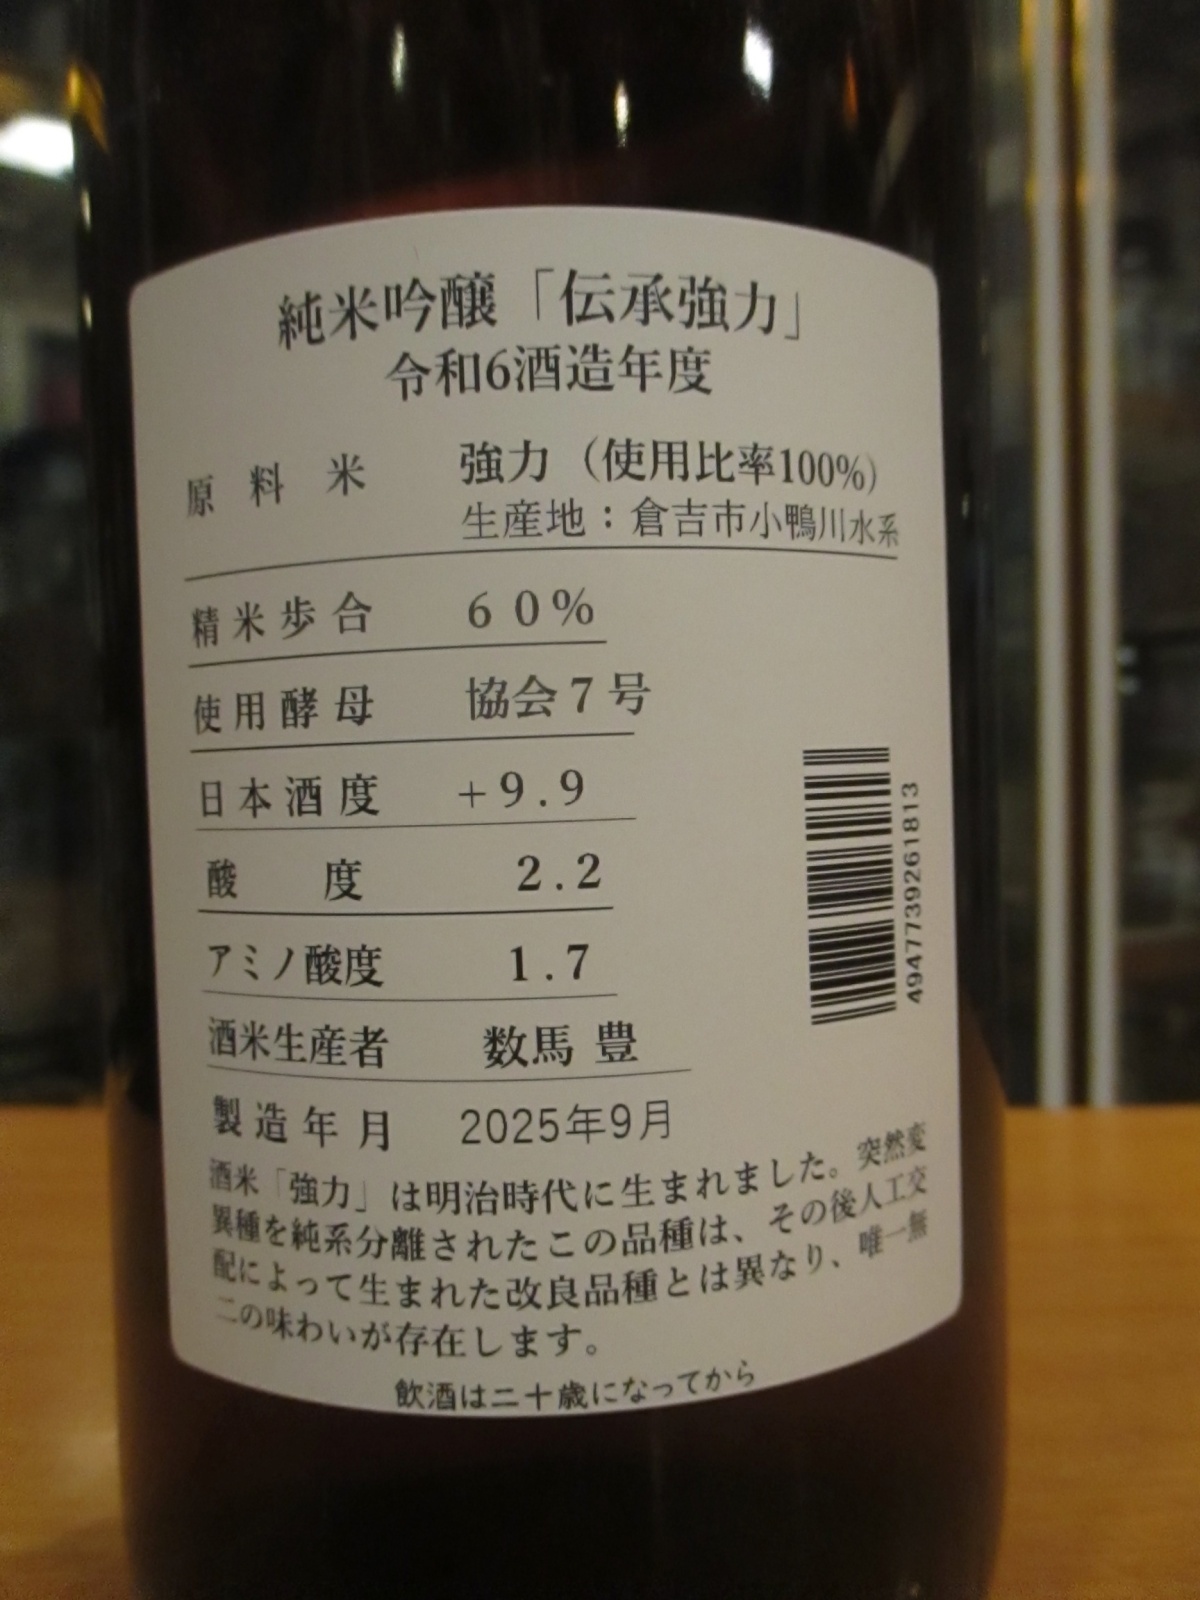 純米吟醸「伝承強力」
令和6酒造年度
原料米 強力（使用比率100%）
生産地：倉吉市小鴨川水系
精米歩合 60%
使用酵母 協会7号
日本酒度 +9.9
酸度 2.2
アミノ酸度 1.7
酒米生産者 数馬 豊
製造年月 2025年9月
酒米「強力」は明治時代に生まれました。突然変
異種を純系分離されたこの品種は、その後人工交
配によって生まれた改良品種とは異なり、唯一無
二の味わいが存在します。
飲酒は二十歳になってから
4947739261813